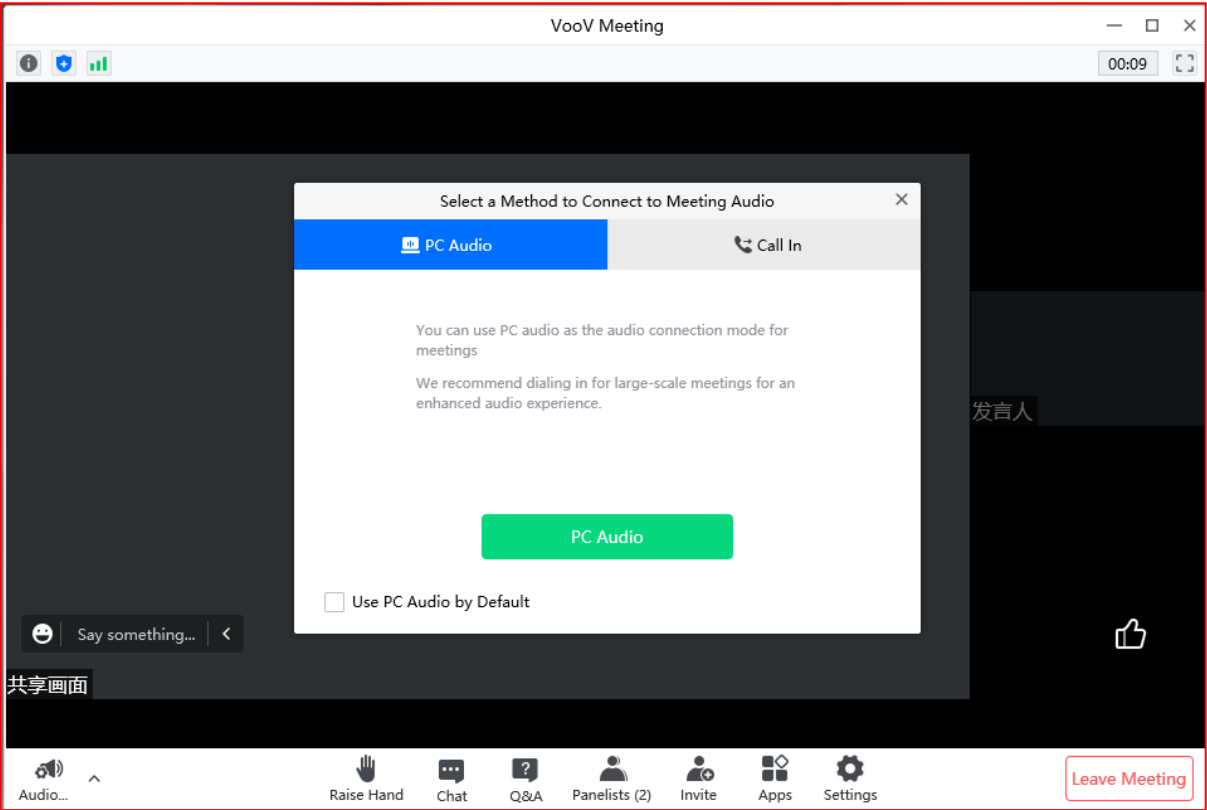 VooV Meeting
00:09
Select a Method to Connect to Meeting Audio
PC Audio
Call In
You can use PC audio as the audio connection mode for
meetings
We recommend dialing in for large-scale meetings for an
enhanced audio experience.
发言人
PC Audio
Use PC Audio by Default
Say something...
共享画面
Audio...
Raise Hand
Chat
Q&A
Panelists (2)
Invite
Apps
Settings
Leave Meeting